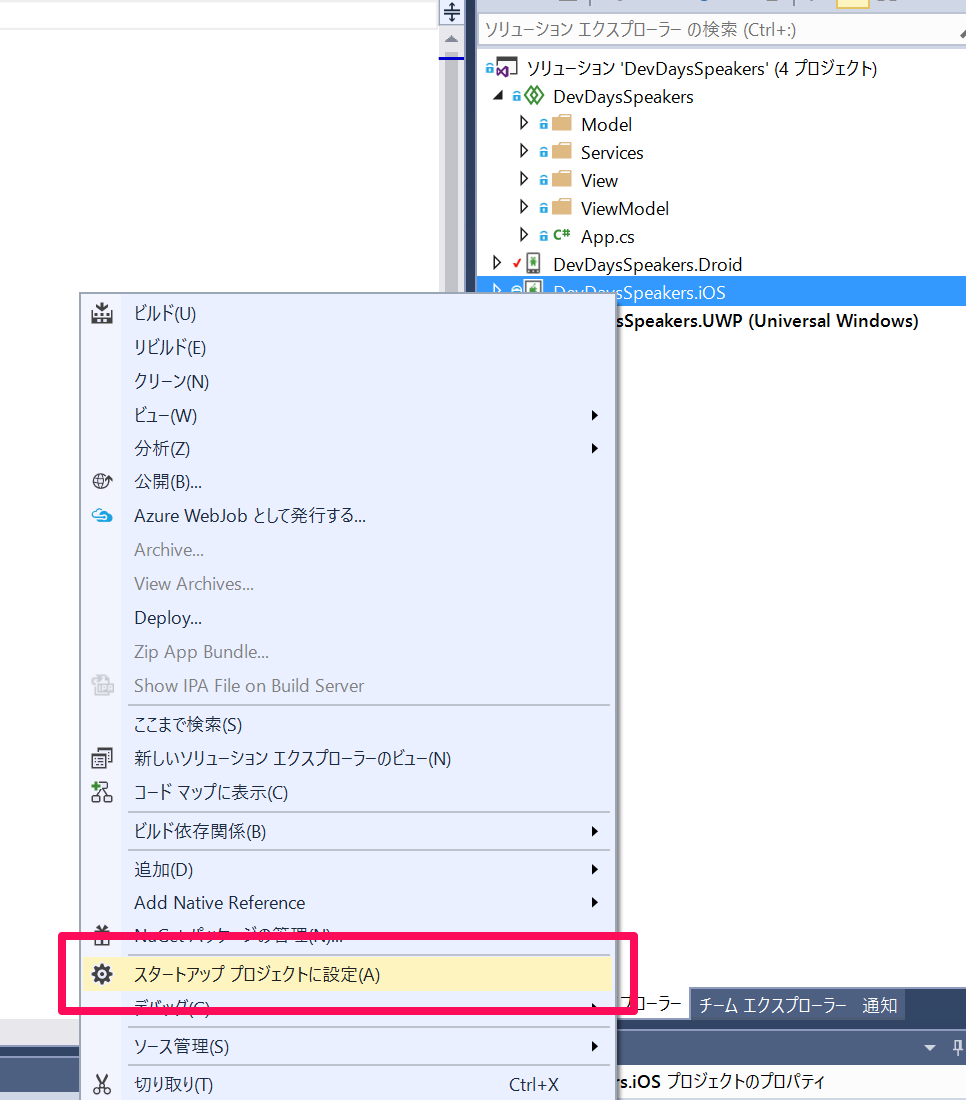 ソリューション エクスプローラー の検索 (Ctrl+:)
ソリューション 'DevDaysSpeakers' (4 プロジェクト)
DevDaysSpeakers
Model
Services
View
ViewModel
C# App.cs
DevDaysSpeakers.Droid
DevDaysSpeakers.iOS
sSpeakers.UWP (Universal Windows)
ビルド(U)
リビルド(E)
クリーン(N)
ビュー(W)
分析(Z)
公開(B)...
Azure WebJob として発行する...
Archive...
View Archives...
Deploy...
Zip App Bundle...
Show IPA File on Build Server
ここまで検索(S)
新しいソリューション エクスプローラーのビュー(N)
コード マップに表示(C)
ビルド依存関係(B)
追加(D)
Add Native Reference
NuGet パッケージの管理(N)...
スタートアップ プロジェクトに設定(A)
デバッグ(G)
プローラー チーム エクスプローラー 通知
ソース管理(S)
切り取り(T) Ctrl+X
rs.iOS プロジェクトのプロパティ